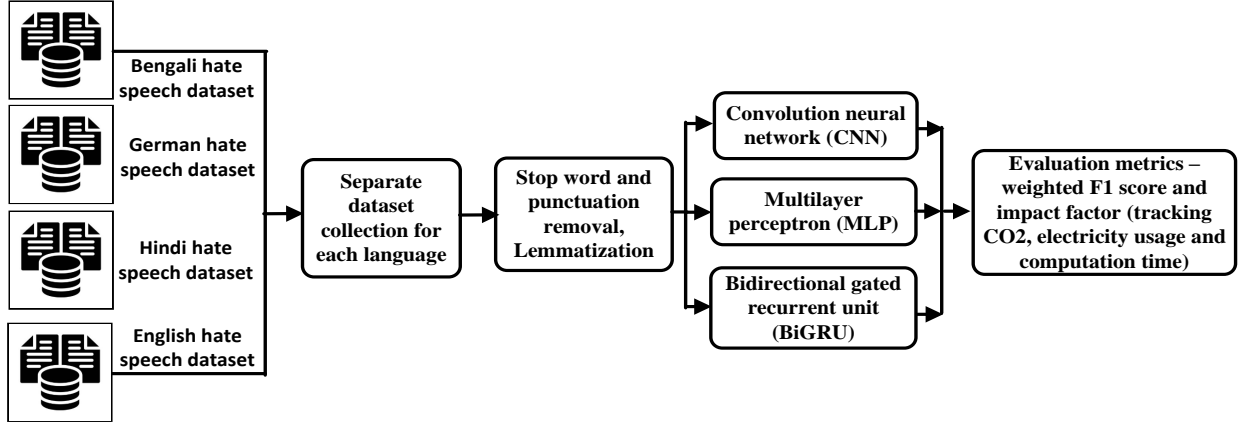 Bengali hate
speech dataset
German hate
speech dataset
Hindi hate
speech dataset
English hate
speech dataset
Separate
dataset
collection for
each language
Stop word and
punctuation
removal,
Lemmatization
Convolution neural
network (CNN)
Multilayer
perceptron (MLP)
Bidirectional gated
recurrent unit
(BiGRU)
Evaluation metrics –
weighted F1 score and
impact factor (tracking
CO2, electricity usage and
computation time)